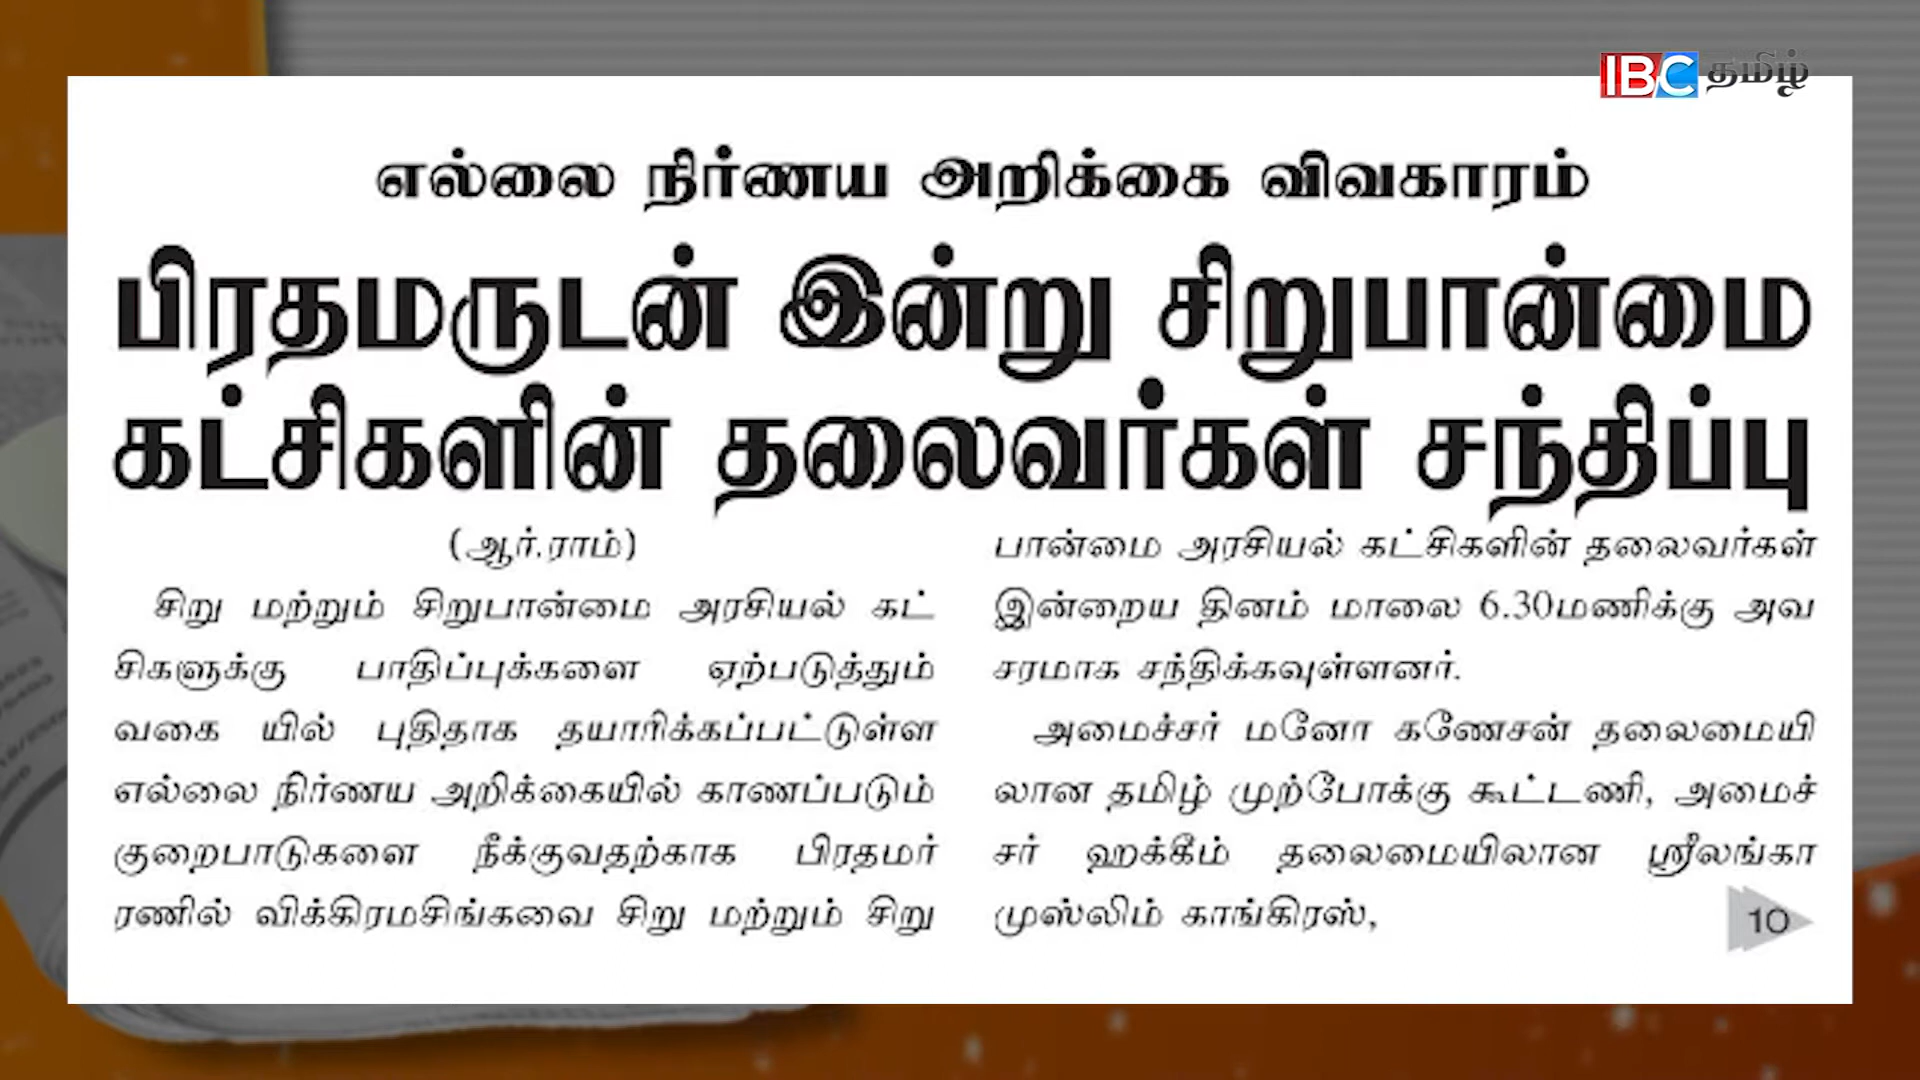 IBC தமிழ்
எல்லை நிர்ணய அறிக்கை விவகாரம்
பிரதமருடன் இன்று சிறுபான்மை
கட்சிகளின் தலைவர்கள் சந்திப்பு
(ஆர்.ராம்)
சிறு மற்றும் சிறுபான்மை அரசியல் கட்
சிகளுக்கு பாதிப்புக்களை ஏற்படுத்தும்
வகை யில் புதிதாக தயாரிக்கப்பட்டுள்ள
எல்லை நிர்ணய அறிக்கையில் காணப்படும்
குறைபாடுகளை நீக்குவதற்காக பிரதமர்
ரணில் விக்கிரமசிங்கவை சிறு மற்றும் சிறு
பான்மை அரசியல் கட்சிகளின் தலைவர்கள்
இன்றைய தினம் மாலை 6.30மணிக்கு அவ
சரமாக சந்திக்கவுள்ளனர்.
அமைச்சர் மனோ கணேசன் தலைமையி
லான தமிழ் முற்போக்கு கூட்டணி, அமைச்
சர் ஹக்கீம் தலைமையிலான ஸ்ரீலங்கா
முஸ்லிம் காங்கிரஸ்,
10